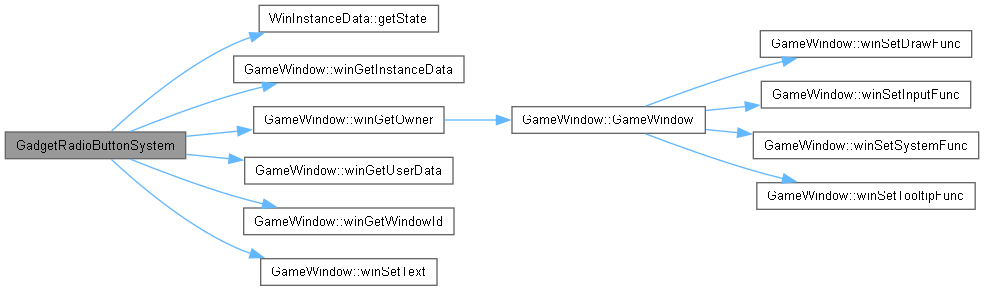 WinInstanceData::getState
GameWindow::winGetInstanceData
GameWindow::winGetOwner
GadgetRadioButtonSystem
GameWindow::winGetUserData
GameWindow::winGetWindowId
GameWindow::winSetText
GameWindow::GameWindow
GameWindow::winSetDrawFunc
GameWindow::winSetInputFunc
GameWindow::winSetSystemFunc
GameWindow::winSetTooltipFunc